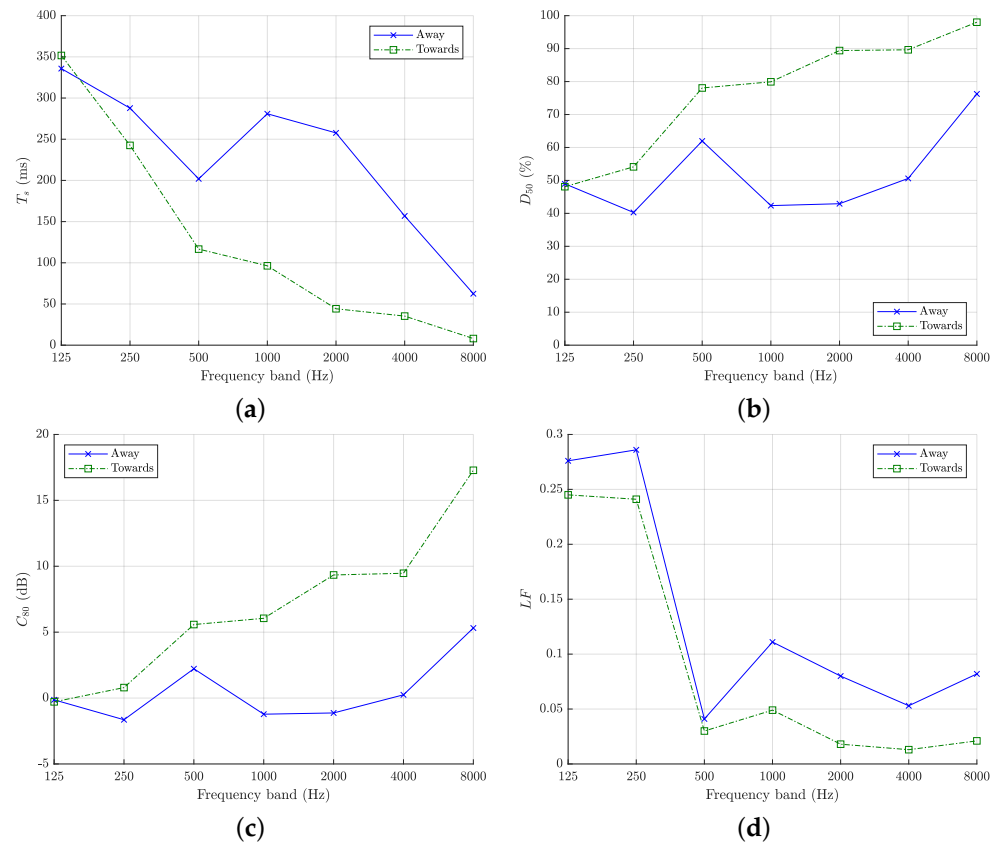 400
350
300
250
200
150
100
50
0
T_s (ms)
Away
Towards
125 250 500 1000 2000 4000 8000
Frequency band (Hz)
(a)
100
90
80
70
60
50
40
30
20
10
0
D_50 (%)
Away
Towards
125 250 500 1000 2000 4000 8000
Frequency band (Hz)
(b)
20
15
10
5
0
-5
C_80 (dB)
Away
Towards
125 250 500 1000 2000 4000 8000
Frequency band (Hz)
(c)
0.3
0.25
0.2
0.15
0.1
0.05
0
LF
Away
Towards
125 250 500 1000 2000 4000 8000
Frequency band (Hz)
(d)